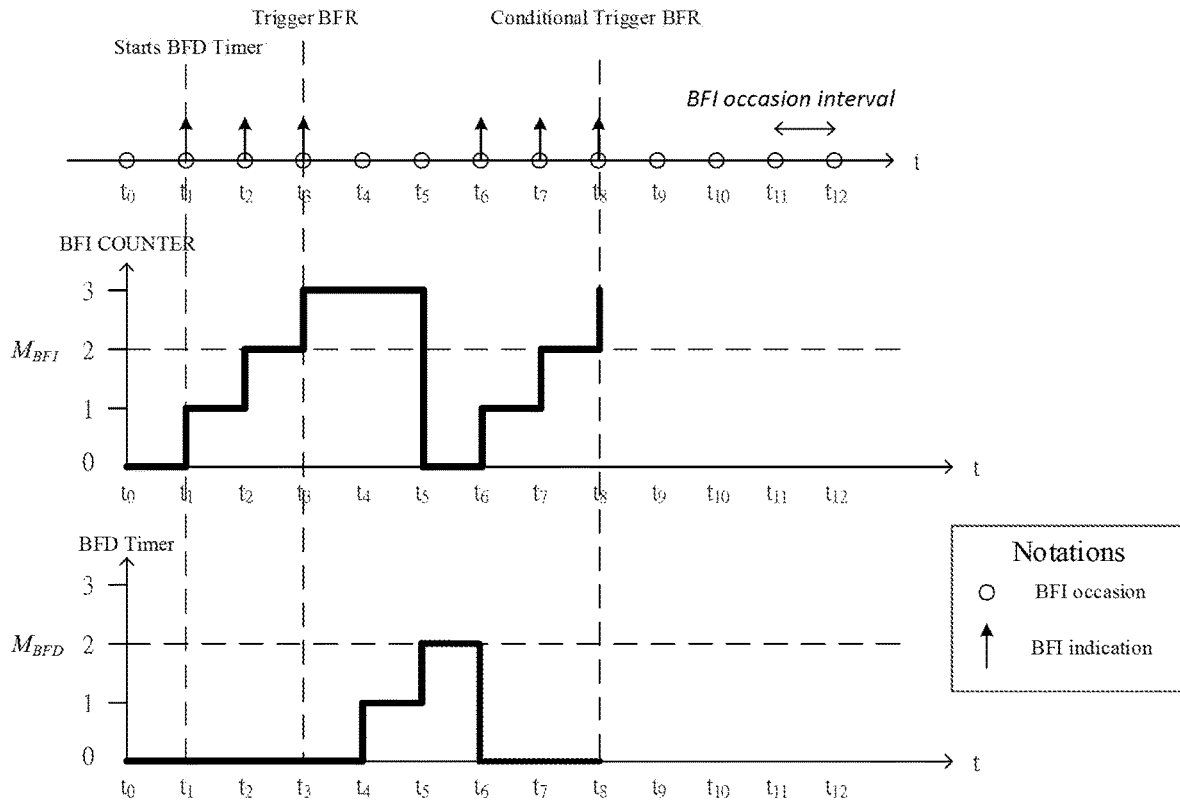 Trigger BFR
Conditional Trigger BFR
Starts BFD Timer
BFI occasion interval
t
t0 t1 t2 t3 t4 t5 t6 t7 t8 t9 t10 t11 t12
BFI COUNTER
3
MBFI 2
1
0
t
t0 t1 t2 t3 t4 t5 t6 t7 t8 t9 t10 t11 t12
BFD Timer
3
MBFD 2
1
0
t
t0 t1 t2 t3 t4 t5 t6 t7 t8 t9 t10 t11 t12
Notations
BFI occasion
BFI indication